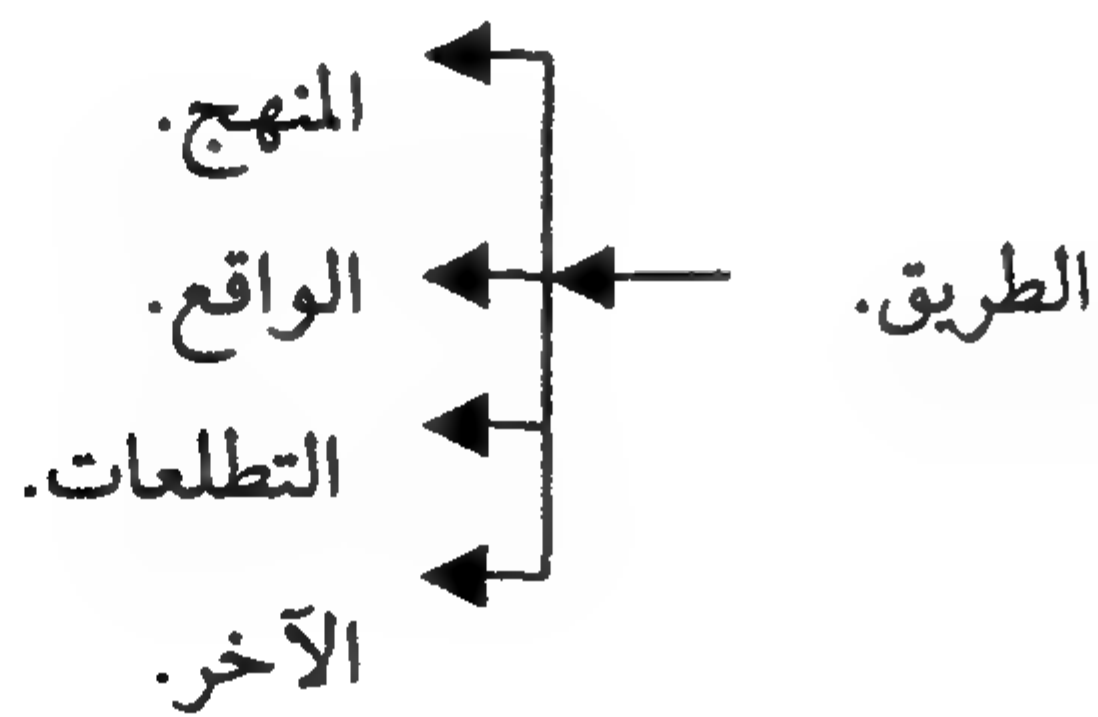 الطريق.
المنهج.
الواقع.
التطلعات.
الآخر.